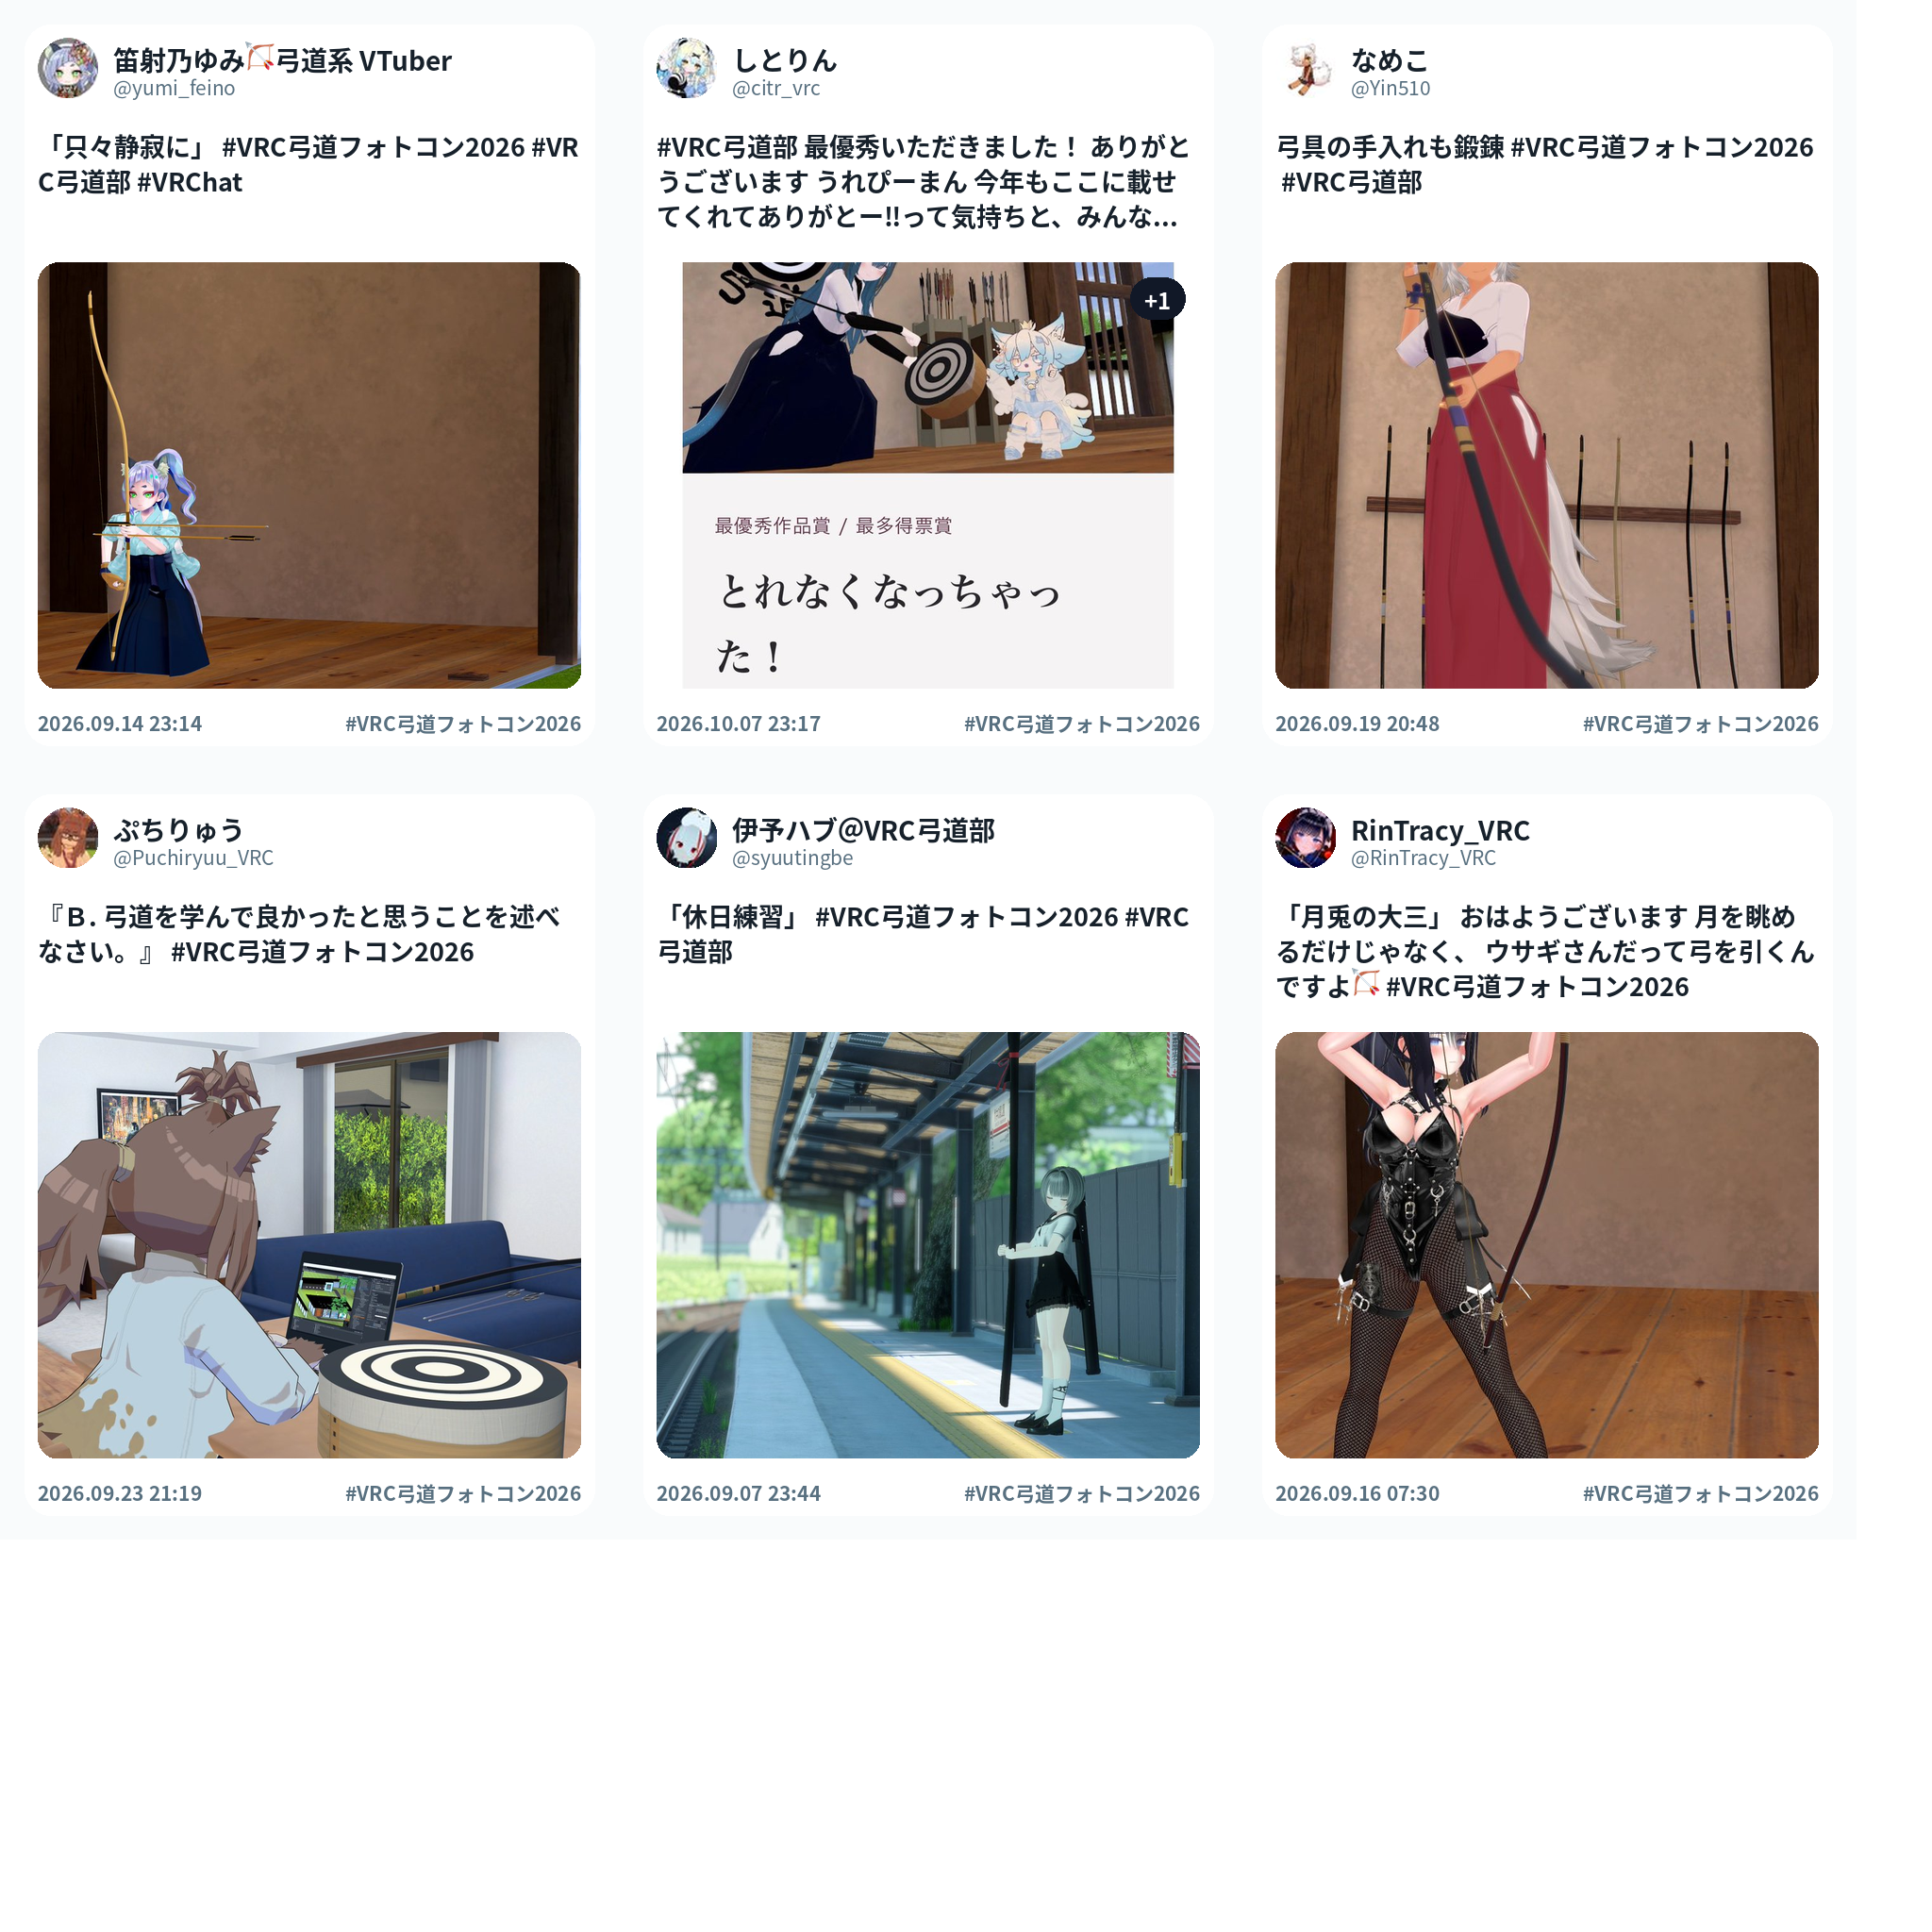 笛射乃ゆみ🏹弓道系 VTuber
@yumi_feino
「只々静寂に」 #VRC弓道フォトコン2026 #VR
C弓道部 #VRChat
2026.09.14 23:14
#VRC弓道フォトコン2026
しとりん
@citr_vrc
#VRC弓道部 最優秀いただきました！ ありがと
うございます うれぴーまん 今年もここに載せ
てくれてありがとー!!って気持ちと、みんな...
+1
最優秀作品賞 / 最多得票賞
とれなくなっちゃっ
た！
2026.10.07 23:17
#VRC弓道フォトコン2026
なめこ
@Yin510
弓具の手入れも鍛錬 #VRC弓道フォトコン2026
#VRC弓道部
2026.09.19 20:48
#VRC弓道フォトコン2026
ぷちりゅう
@Puchiryuu_VRC
『Ｂ. 弓道を学んで良かったと思うことを述べ
なさい。』 #VRC弓道フォトコン2026
2026.09.23 21:19
#VRC弓道フォトコン2026
伊予ハブ@VRC弓道部
@syuutingbe
「休日練習」 #VRC弓道フォトコン2026 #VRC
弓道部
2026.09.07 23:44
#VRC弓道フォトコン2026
RinTracy_VRC
@RinTracy_VRC
「月兎の大三」 おはようございます 月を眺め
るだけじゃなく、 ウサギさんだって弓を引くん
ですよ🏹 #VRC弓道フォトコン2026
2026.09.16 07:30
#VRC弓道フォトコン2026